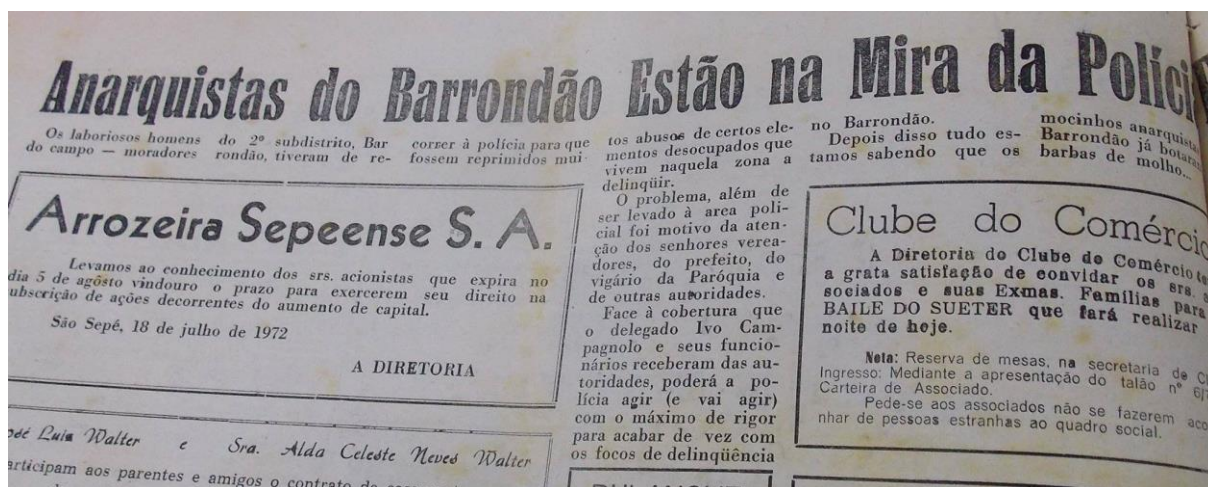 Anarquistas do Barrondão Estão na Mira da Políci
Os laboriosos homens
do campo — moradores
do 2º subdistrito, Bar
rondão, tiveram de re-
correr à polícia para que
fossem reprimidos mui-
tos abusos de certos ele-
mentos desocupados que
vivem naquela zona a
delinqüir.
O problema, além de
ser levado à area poli-
cial foi motivo da aten-
ção dos senhores verea-
dores, do prefeito, do
vigário da Paróquia e
de outras autoridades.
Face à cobertura que
o delegado Ivo Cam-
pagnolo e seus funcio-
nários receberam das au-
toridades, poderá a po-
lícia agir (e vai agir)
com o máximo de rigor
para acabar de vez com
os focos de delinqüência
no Barrondão.
Depois disso tudo es-
tamos sabendo que os
mocinhos anarquistas
Barrondão já botaram
barbas de molho...
Arrozeira Sepeense S. A.
Levamos ao conhecimento dos srs. acionistas que expira no
dia 5 de agôsto vindouro o prazo para exercerem seu direito na
ubscrição de ações decorrentes do aumento de capital.
São Sepé, 18 de julho de 1972
A DIRETORIA
Clube do Comércio
A Diretoria do Clube do Comércio
a grata satisfação de convidar os srs.
sociados e suas Exmas. Famílias para
BAILE DO SUETER que fará realizar
noite de hoje.
Nota: Reserva de mesas, na secretaria de
Ingresso: Mediante a apresentação do talão nº 6/
Carteira de Associado.
Pede-se aos associados não se fazerem aco
nhar de pessoas estranhas ao quadro social.
osé Luis Walter e Sra. Alda Celeste Neves Walter
articipam aos parentes e amigos o contrato de